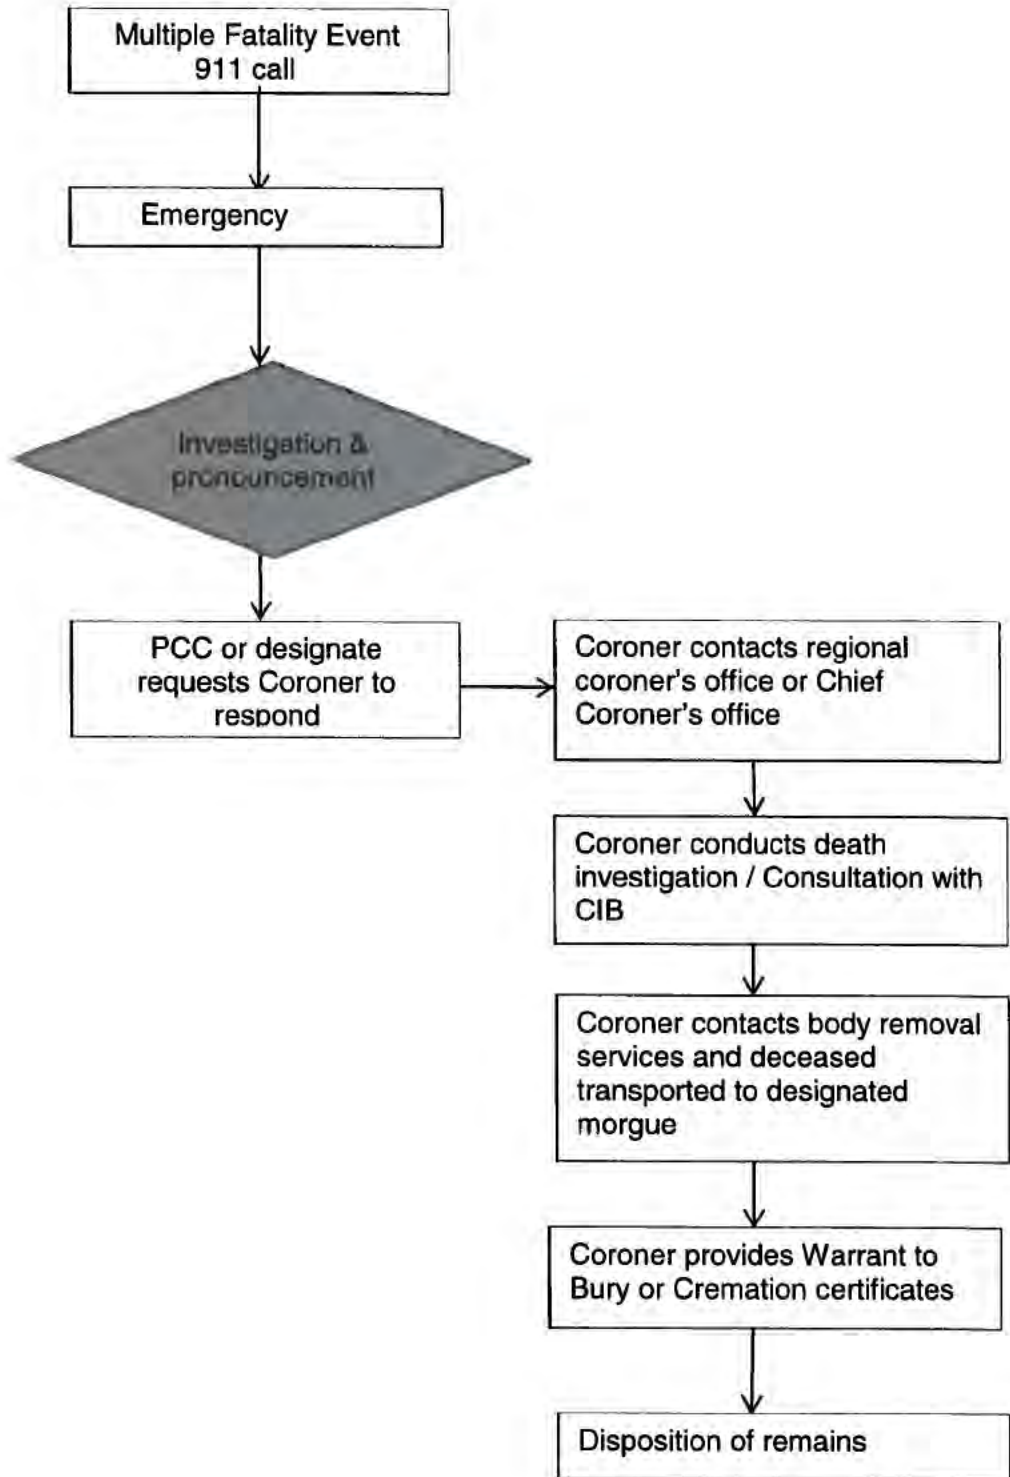 Multiple Fatality Event
911 call
Emergency
Investigation &
pronouncement
PCC or designate
requests Coroner to
respond
Coroner contacts regional
coroner's office or Chief
Coroner's office
Coroner conducts death
investigation / Consultation with
CIB
Coroner contacts body removal
services and deceased
transported to designated
morgue
Coroner provides Warrant to
Bury or Cremation certificates
Disposition of remains